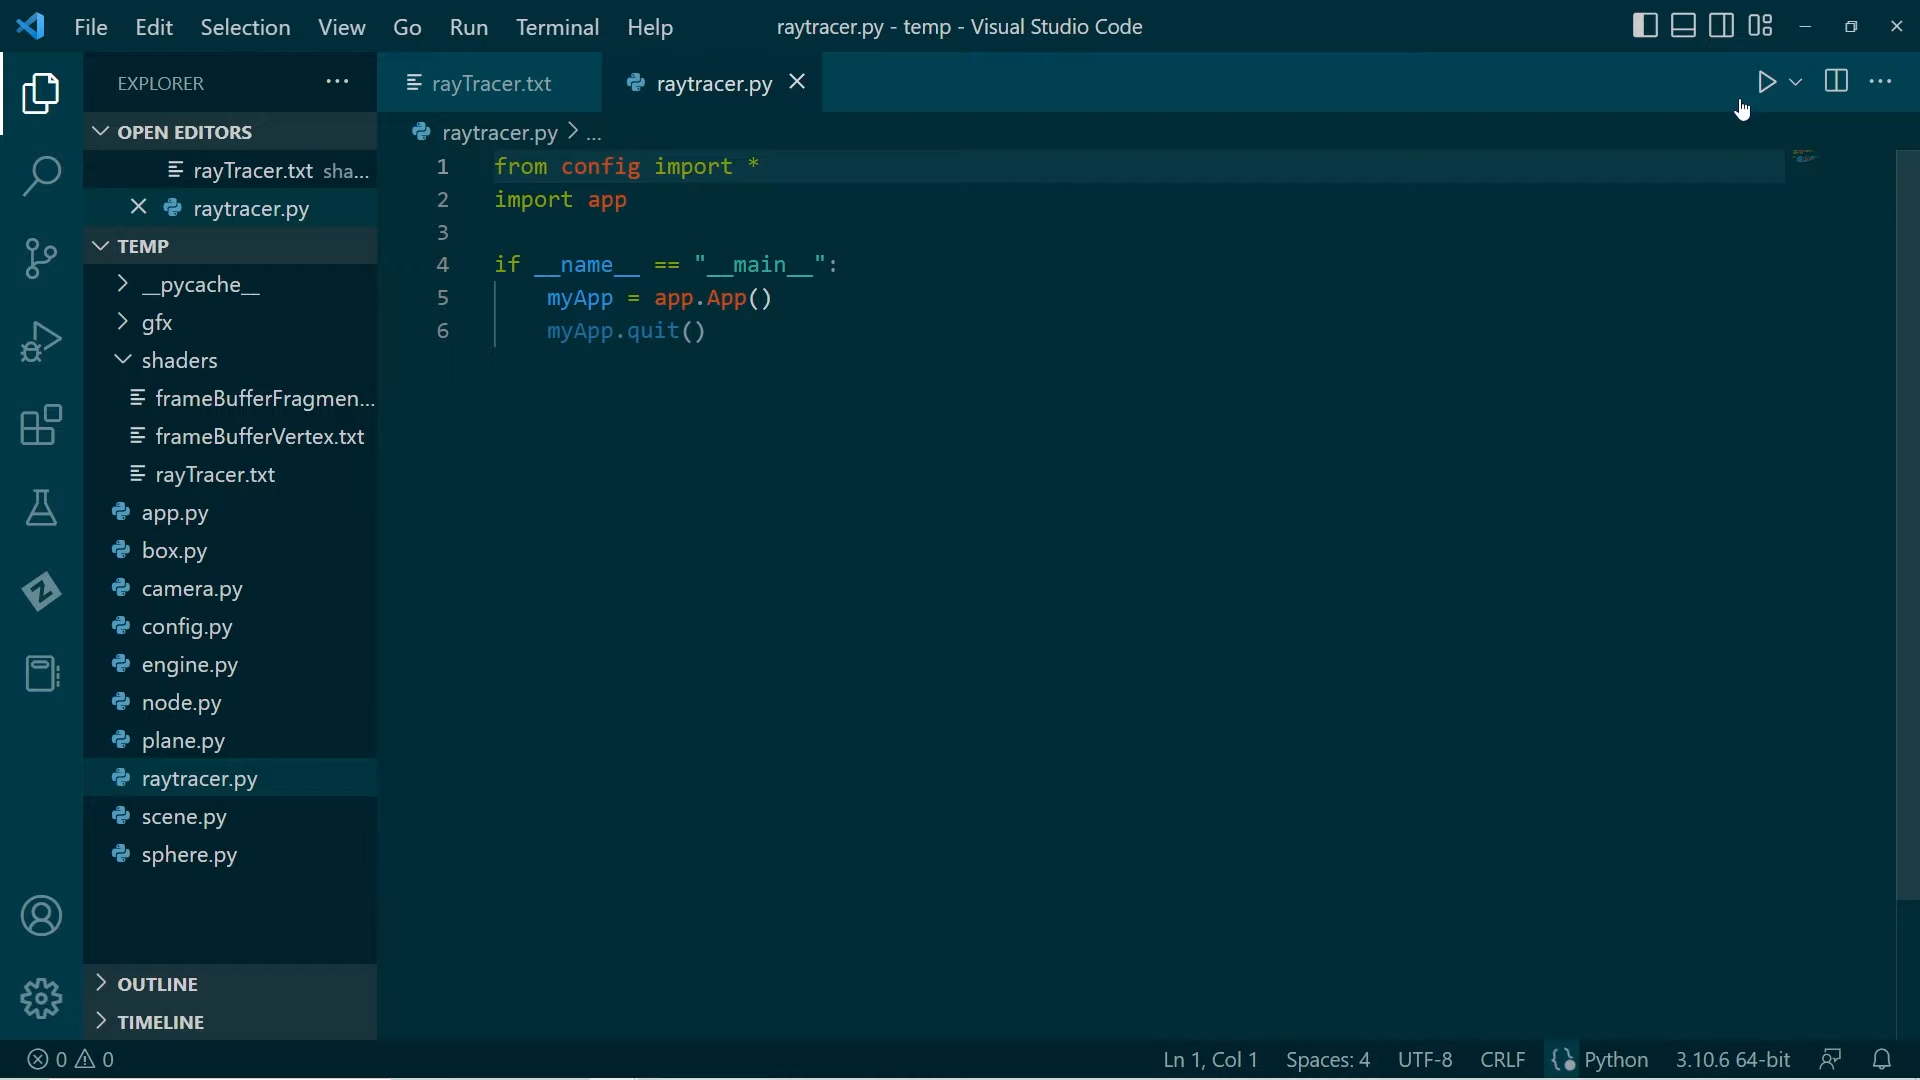 File Edit Selection View Go Run Terminal Help raytracer.py - temp - Visual Studio Code
EXPLORER ···
rayTracer.txt raytracer.py
OPEN EDITORS
rayTracer.txt sha...
raytracer.py
TEMP
__pycache__
gfx
shaders
frameBufferFragmen...
frameBufferVertex.txt
rayTracer.txt
app.py
box.py
camera.py
config.py
engine.py
node.py
plane.py
raytracer.py
scene.py
sphere.py
OUTLINE
TIMELINE
raytracer.py > ...
1 from config import *
2 import app
3
4 if __name__ == "__main__":
5 myApp = app.App()
6 myApp.quit()
0 0 Ln 1, Col 1 Spaces: 4 UTF-8 CRLF Python 3.10.6 64-bit